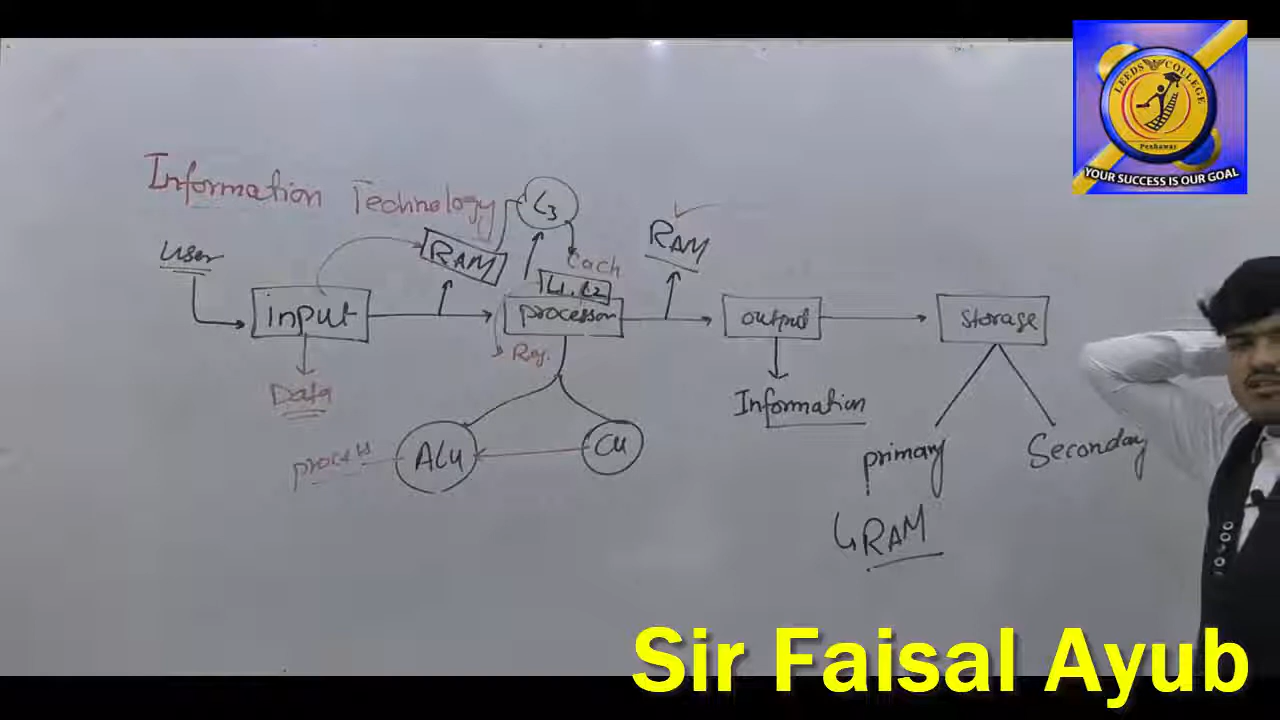 LEEDS COLLEGE
Peshawar
YOUR SUCCESS IS OUR GOAL
Information Technology
L3
RAM
User
RAM
Cach
L1, L2
input
processor
output
storage
Reg.
Data
Information
process
ALU
CU
primary
Seconday
RAM
Sir Faisal Ayub